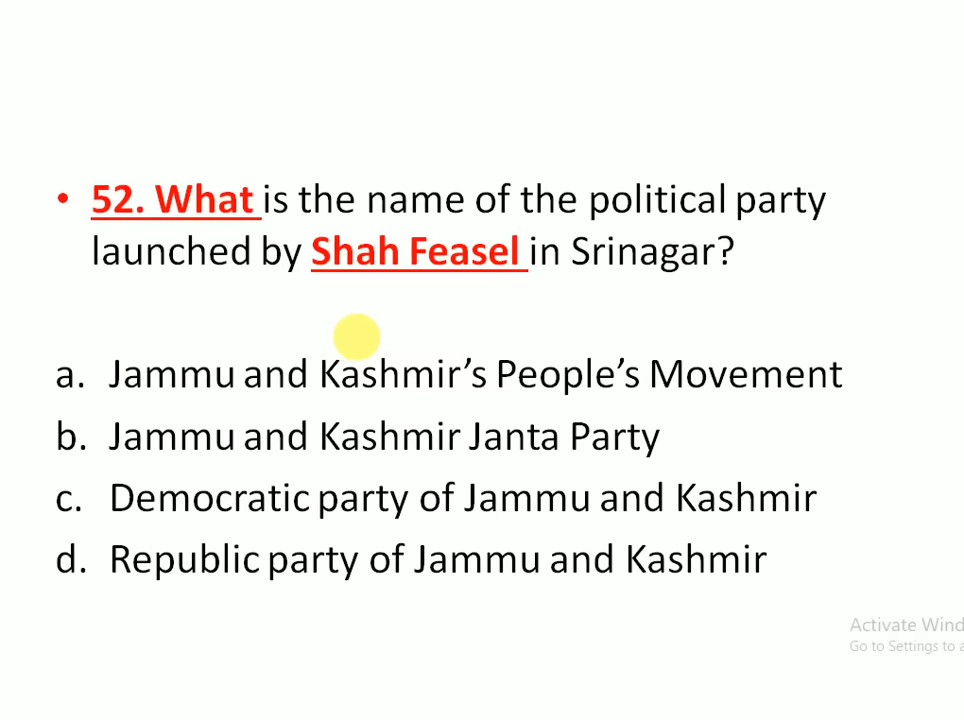 • 52. What is the name of the political party
launched by Shah Feasel in Srinagar?
a. Jammu and Kashmir’s People’s Movement
b. Jammu and Kashmir Janta Party
c. Democratic party of Jammu and Kashmir
d. Republic party of Jammu and Kashmir
Activate Wind
Go to Settings to a